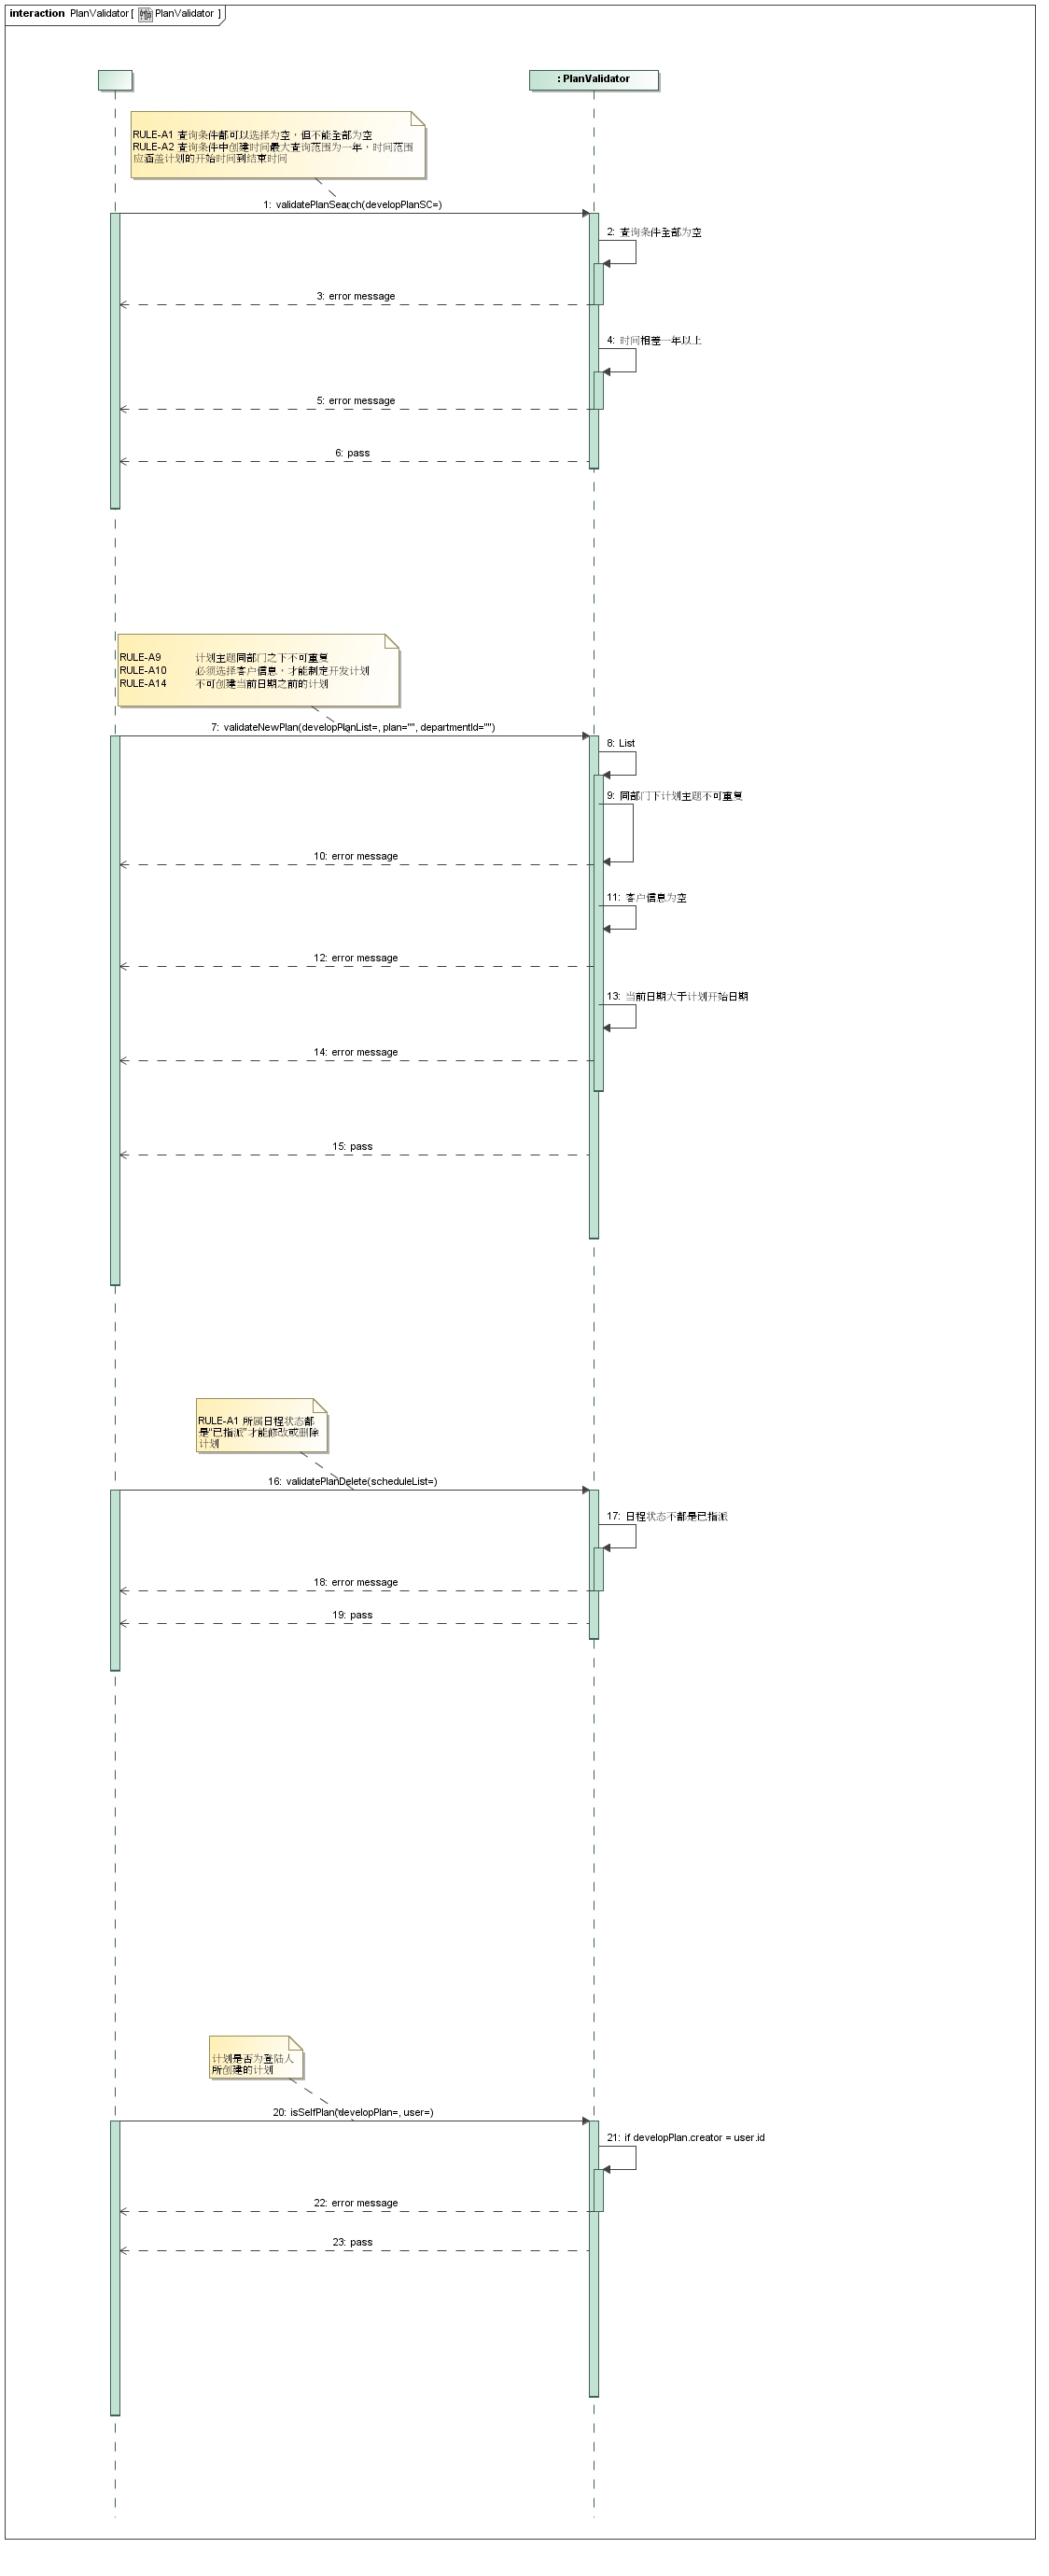 interaction PlanValidator [ PlanValidator ]
: PlanValidator
RULE-A1 查询条件都可以选择为空，但不能全部为空
RULE-A2 查询条件中创建时间最大查询范围为一年，时间范围
应涵盖计划的开始时间到结束时间
1: validatePlanSearch(developPlanSC=)
2: 查询条件全部为空
3: error message
4: 时间相差一年以上
5: error message
6: pass
RULE-A9 计划主题同部门之下不可重复
RULE-A10 必须选择客户信息，才能制定开发计划
RULE-A14 不可创建当前日期之前的计划
7: validateNewPlan(developPlanList=, plan="", departmentId="")
8: List
9: 同部门下计划主题不可重复
10: error message
11: 客户信息为空
12: error message
13: 当前日期大于计划开始日期
14: error message
15: pass
RULE-A1 所属日程状态都
是"已指派"才能修改或删除
计划
16: validatePlanDelete(scheduleList=)
17: 日程状态不都是已指派
18: error message
19: pass
计划是否为登陆人
所创建的计划
20: isSelfPlan(developPlan=, user=)
21: if developPlan.creator = user.id
22: error message
23: pass